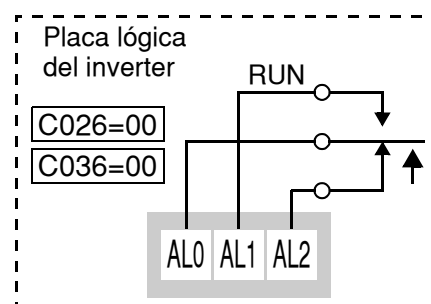 Placa lógica
del inverter
RUN
C026=00
C036=00
AL0 AL1 AL2